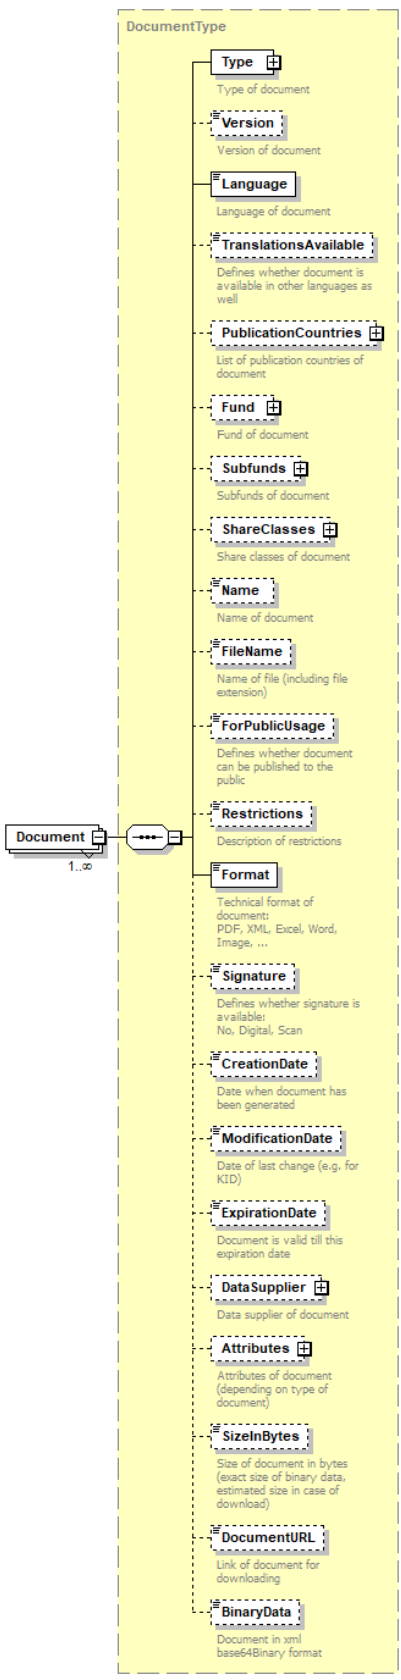 DocumentType
Type
Type of document
Version
Version of document
Language
Language of document
TranslationsAvailable
Defines whether document is
available in other languages as
well
PublicationCountries
List of publication countries of
document
Fund
Fund of document
Subfunds
Subfunds of document
ShareClasses
Share classes of document
Name
Name of document
FileName
Name of file (including file
extension)
ForPublicUsage
Defines whether document
can be published to the
public
Restrictions
Description of restrictions
Document
1..∞
Format
Technical format of
document:
PDF, XML, Excel, Word,
Image, ...
Signature
Defines whether signature is
available:
No, Digital, Scan
CreationDate
Date when document has
been generated
ModificationDate
Date of last change (e.g. for
KID)
ExpirationDate
Document is valid till this
expiration date
DataSupplier
Data supplier of document
Attributes
Attributes of document
(depending on type of
document)
SizeInBytes
Size of document in bytes
(exact size of binary data,
estimated size in case of
download)
DocumentURL
Link of document for
downloading
BinaryData
Document in xml
base64Binary format